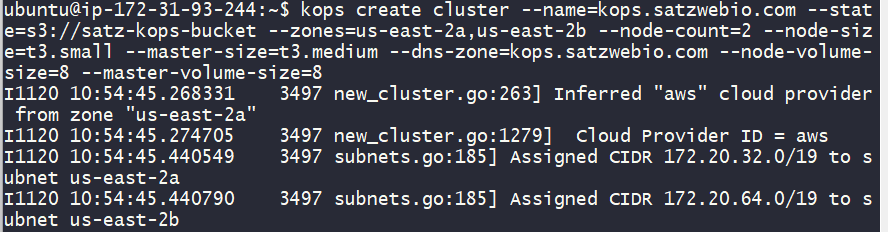 ubuntu@ip-172-31-93-244:~$ kops create cluster --name=kops.satzwebio.com --stat
e=s3://satz-kops-bucket --zones=us-east-2a,us-east-2b --node-count=2 --node-siz
e=t3.small --master-size=t3.medium --dns-zone=kops.satzwebio.com --node-volume-
size=8 --master-volume-size=8
I1120 10:54:45.268331    3497 new_cluster.go:263] Inferred "aws" cloud provider
 from zone "us-east-2a"
I1120 10:54:45.274705    3497 new_cluster.go:1279]  Cloud Provider ID = aws
I1120 10:54:45.440549    3497 subnets.go:185] Assigned CIDR 172.20.32.0/19 to s
ubnet us-east-2a
I1120 10:54:45.440790    3497 subnets.go:185] Assigned CIDR 172.20.64.0/19 to s
ubnet us-east-2b